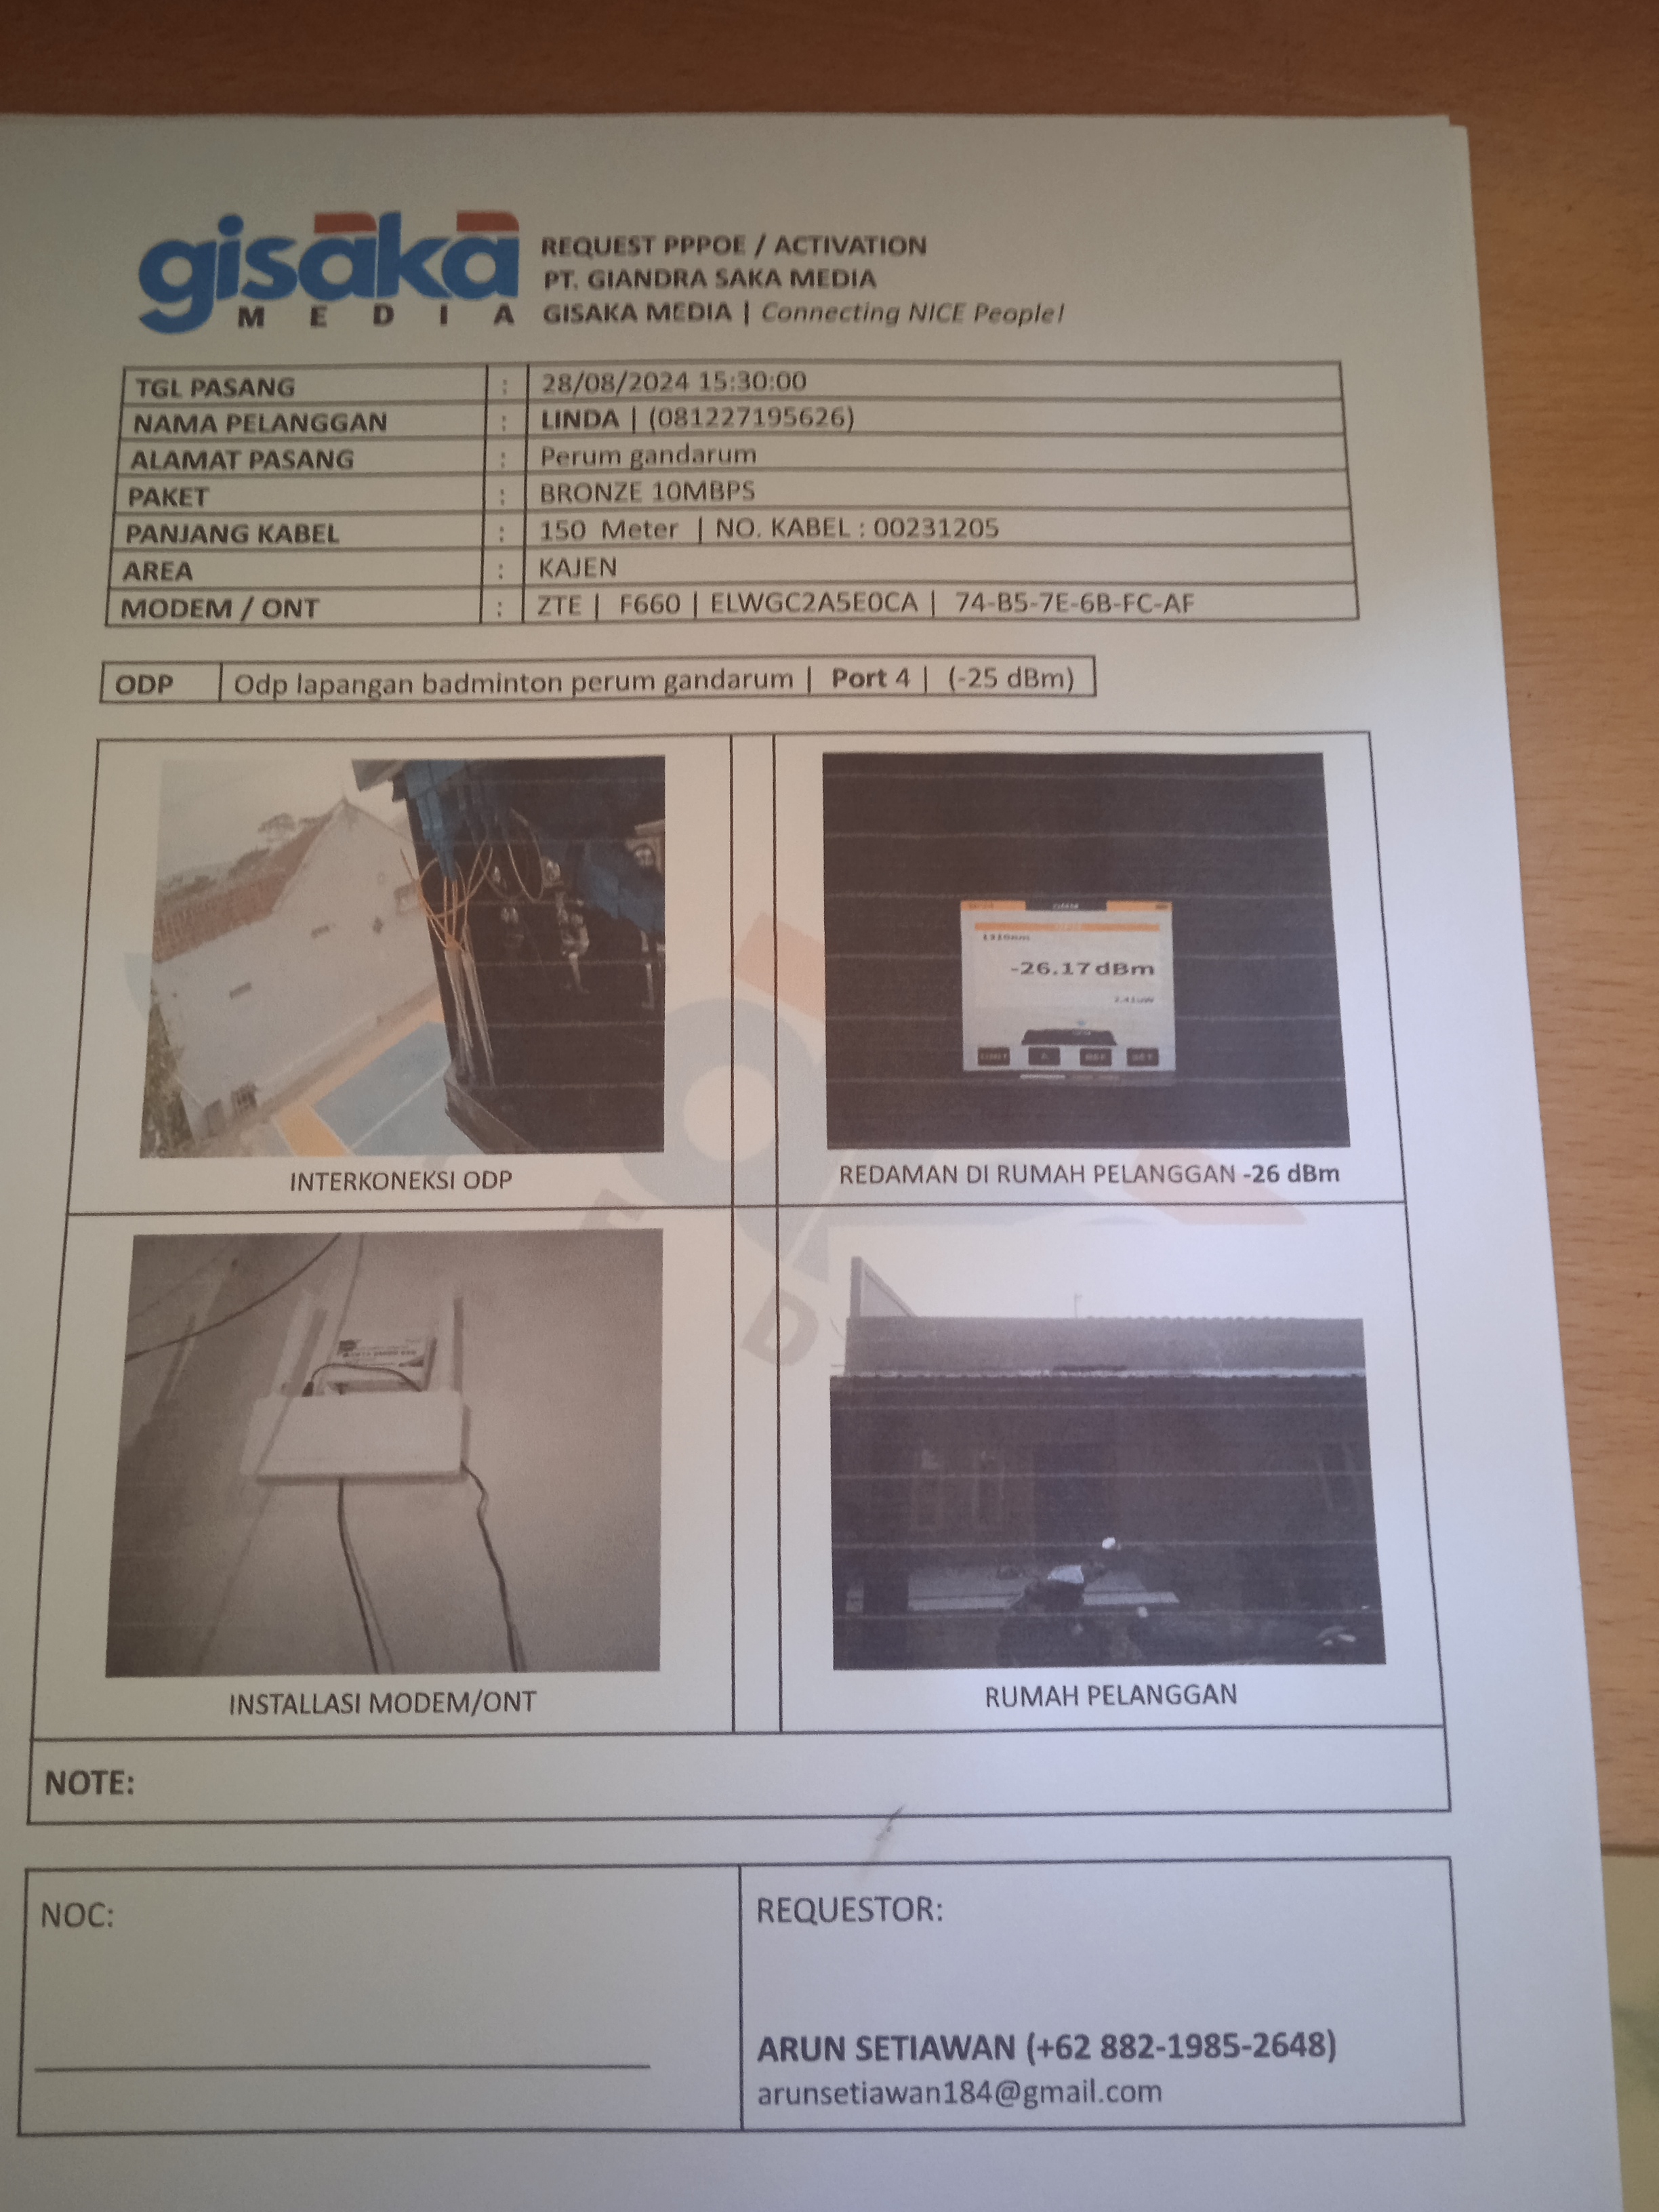 gisaka
MEDIA
REQUEST PPPOE / ACTIVATION
PT. GIANDRA SAKA MEDIA
GISAKA MEDIA | Connecting NICE People!
TGL PASANG : 28/08/2024 15:30:00
NAMA PELANGGAN : LINDA | (081227195626)
ALAMAT PASANG : Perum gandarum
PAKET : BRONZE 10MBPS
PANJANG KABEL : 150 Meter | NO. KABEL : 00231205
AREA : KAJEN
MODEM / ONT : ZTE | F660 | ELWGC2A5E0CA | 74-B5-7E-6B-FC-AF
ODP Odp lapangan badminton perum gandarum | Port 4 | (-25 dBm)
1310nm
-26.17dBm
INTERKONEKSI ODP
REDAMAN DI RUMAH PELANGGAN -26 dBm
INSTALLASI MODEM/ONT
RUMAH PELANGGAN
NOTE:
NOC:
REQUESTOR:
ARUN SETIAWAN (+62 882-1985-2648)
arunsetiawan184@gmail.com